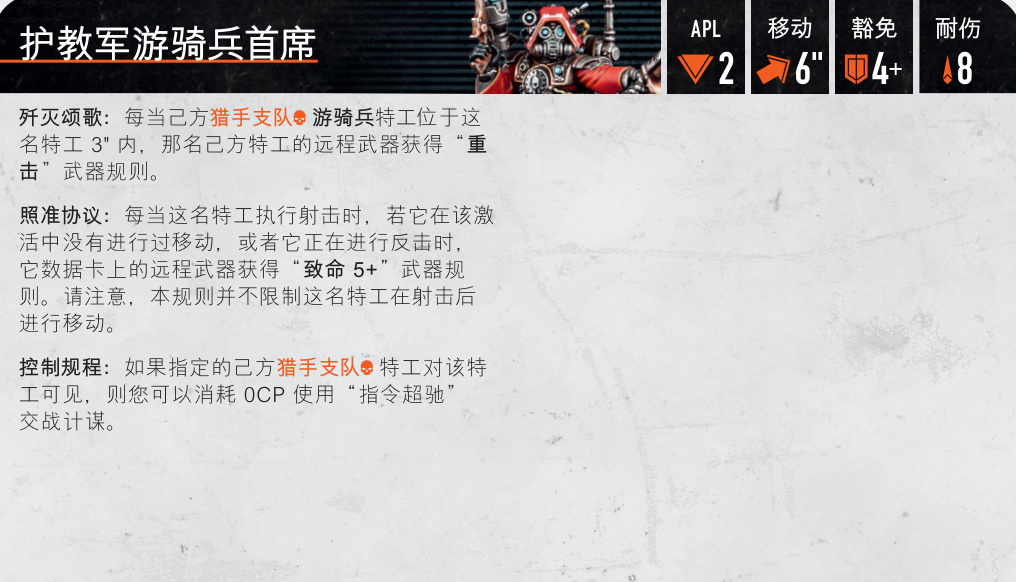 护教军游骑兵首席
APL 移动 豁免 耐伤
2 6" 4+ 8
歼灭颂歌：每当己方猎手支队 游骑兵特工位于这
名特工 3" 内，那名己方特工的远程武器获得“重
击”武器规则。
照准协议：每当这名特工执行射击时，若它在该激
活中没有进行过移动，或者它正在进行反击时，
它数据卡上的远程武器获得“致命 5+”武器规
则。请注意，本规则并不限制这名特工在射击后
进行移动。
控制规程：如果指定的己方猎手支队 特工对该特
工可见，则您可以消耗 0CP 使用“指令超驰”
交战计谋。